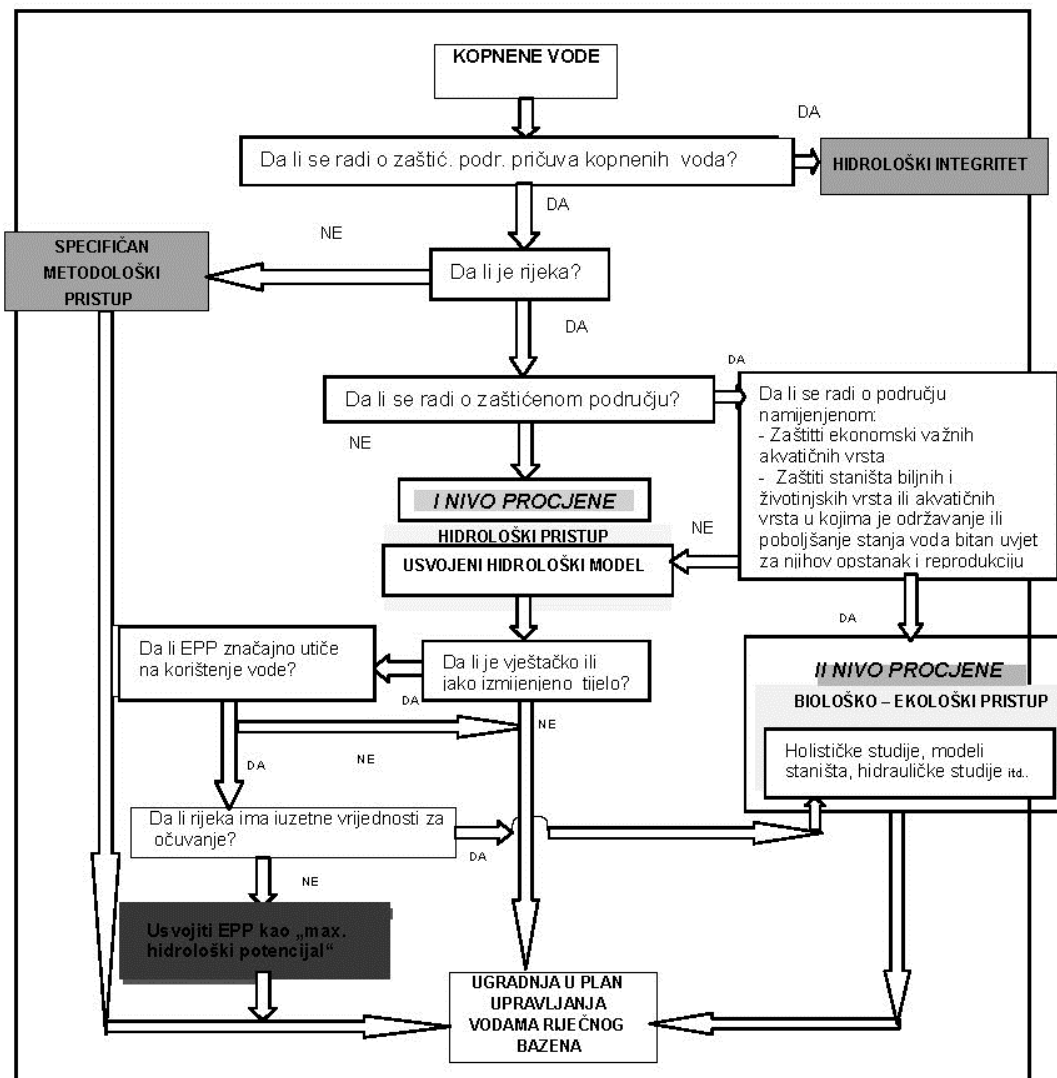 KOPNENE VODE
DA
Da li se radi o zaštić. podr. pričuva kopnenih voda?
HIDROLOŠKI INTEGRITET
DA
NE
SPECIFIČAN
METODOLOŠKI
PRISTUP
Da li je rijeka?
DA
DA
Da li se radi o zaštićenom području?
NE
Da li se radi o području
namijenjenom:
- Zaštitti ekonomski važnih
akvatičnih vrsta
- Zaštiti staništa biljnih i
životinjskih vrsta ili akvatičnih
vrsta u kojima je održavanje ili
poboljšanje stanja voda bitan uvjet
za njihov opstanak i reprodukciju
I NIVO PROCJENE
HIDROLOŠKI PRISTUP
USVOJENI HIDROLOŠKI MODEL
NE
DA
Da li EPP značajno utiče
na korištenje vode?
Da li je vještačko ili
jako izmijenjeno tijelo?
DA
NE
II NIVO PROCJENE
BIOLOŠKO – EKOLOŠKI PRISTUP
Holističke studije, modeli
staništa, hidrauličke studije itd..
DA
NE
Da li rijeka ima iuzetne vrijednosti za
očuvanje?
DA
NE
Usvojiti EPP kao „max.
hidrološki potencijal“
UGRADNJA U PLAN
UPRAVLJANJA
VODAMA RIJEČNOG
BAZENA